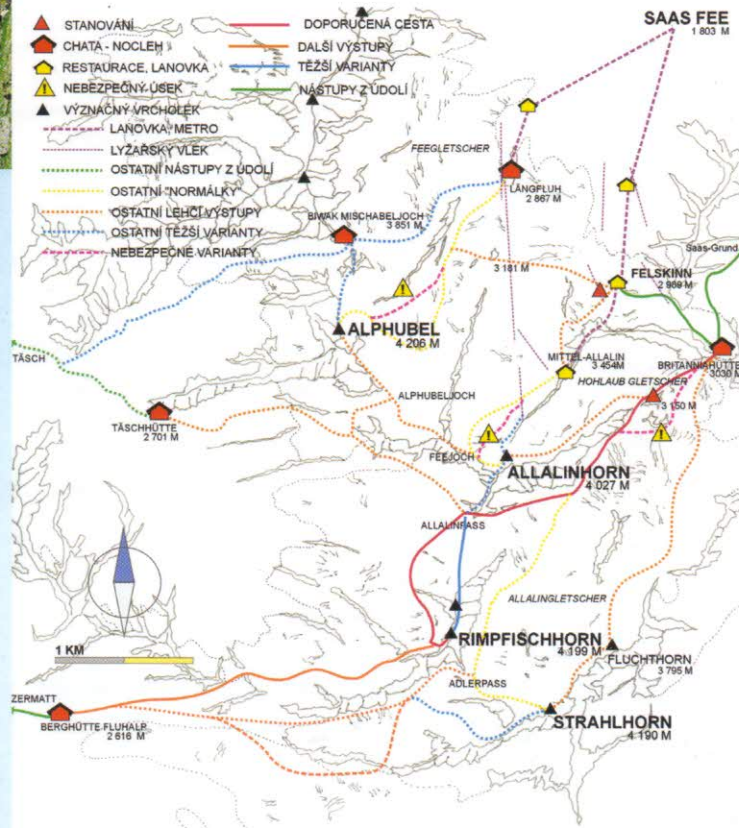 STANOVÁNÍ
CHATA - NOCLEH
RESTAURACE, LANOVKA
NEBEZPEČNÝ ÚSEK
VÝZNAČNÝ VRCHOLEK
LANOVKA, METRO
LYŽAŘSKÝ VLEK
OSTATNÍ NÁSTUPY Z ÚDOLÍ
OSTATNÍ "NORMÁLKY"
OSTATNÍ LEHČÍ VÝSTUPY
OSTATNÍ TĚŽŠÍ VARIANTY
NEBEZPEČNÉ VARIANTY
DOPORUČENÁ CESTA
DALŠÍ VÝSTUPY
TĚŽŠÍ VARIANTY
NÁSTUPY Z ÚDOLÍ
SAAS FEE
1 803 M
FEEGLETSCHER
LÄNGFLUH
2 867 M
BIWAK MISCHABELJOCH
3 851 M
Saas-Grund
3 181 M
FELSKINN
2 989 M
ALPHUBEL
4 206 M
TÄSCH
MITTEL-ALLALIN
3 454M
BRITANNIAHÜTTE
3030 M
HOHLAUB GLETSCHER
3 150 M
ALPHUBELJOCH
TÄSCHHÜTTE
2 701 M
FEEJOCH
ALLALINHORN
4 027 M
ALLALINPASS
ALLALINGLETSCHER
RIMPFISCHHORN
4 199 M
FLUCHTHORN
3 795 M
1 KM
ADLERPASS
ZERMATT
BERGHÜTTE FLUHALP
2 616 M
STRAHLHORN
4 190 M